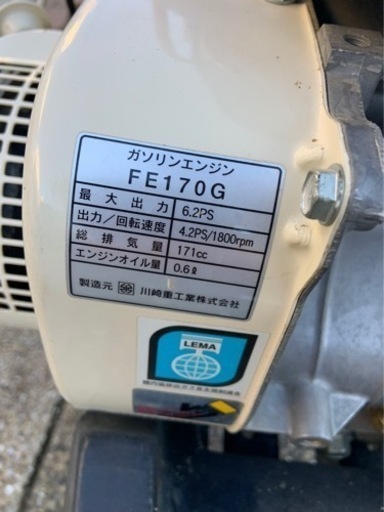 ガソリンエンジン
FE170G
最大出力 6.2PS
出力/回転速度 4.2PS/1800rpm
総排気量 171cc
エンジンオイル量 0.6ℓ
製造元 川崎重工業株式会社
LEMA